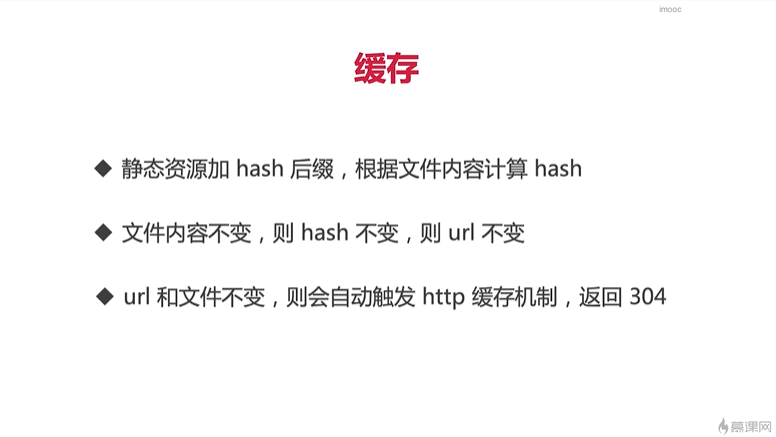 imooc
缓存
◆ 静态资源加 hash 后缀，根据文件内容计算 hash
◆ 文件内容不变，则 hash 不变，则 url 不变
◆ url 和文件不变，则会自动触发 http 缓存机制，返回 304
慕课网